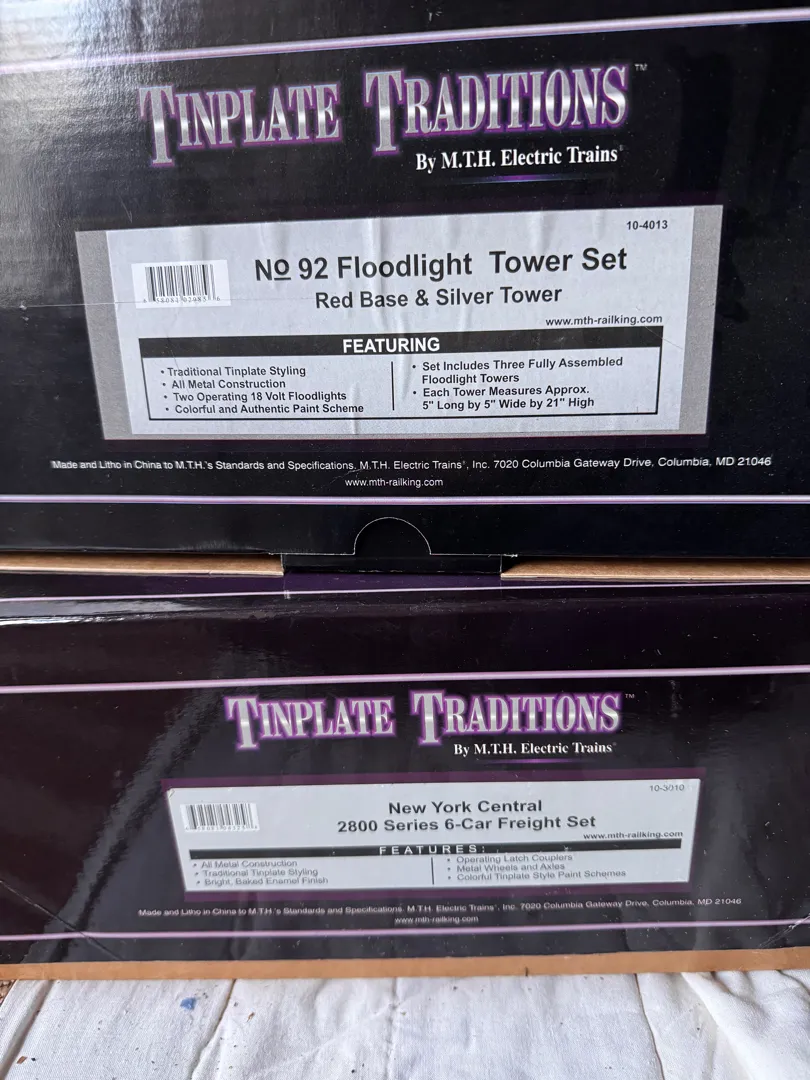 TINPLATE TRADITIONS™
By M.T.H. Electric Trains®
10-4013
No 92 Floodlight Tower Set
Red Base & Silver Tower
www.mth-railking.com
FEATURING
• Traditional Tinplate Styling
• All Metal Construction
• Two Operating 18 Volt Floodlights
• Colorful and Authentic Paint Scheme
• Set Includes Three Fully Assembled
Floodlight Towers
• Each Tower Measures Approx.
5" Long by 5" Wide by 21" High
Made and Litho in China to M.T.H.'s Standards and Specifications. M.T.H. Electric Trains®, Inc. 7020 Columbia Gateway Drive, Columbia, MD 21046
www.mth-railking.com
TINPLATE TRADITIONS™
By M.T.H. Electric Trains®
10-3010
New York Central
2800 Series 6-Car Freight Set
www.mth-railking.com
FEATURES:
• All Metal Construction
• Traditional Tinplate Styling
• Bright, Baked Enamel Finish
• Operating Latch Couplers
• Metal Wheels and Axles
• Colorful Tinplate Style Paint Schemes
Made and Litho in China to M.T.H.'s Standards and Specifications. M.T.H. Electric Trains®, Inc. 7020 Columbia Gateway Drive, Columbia, MD 21046
www.mth-railking.com